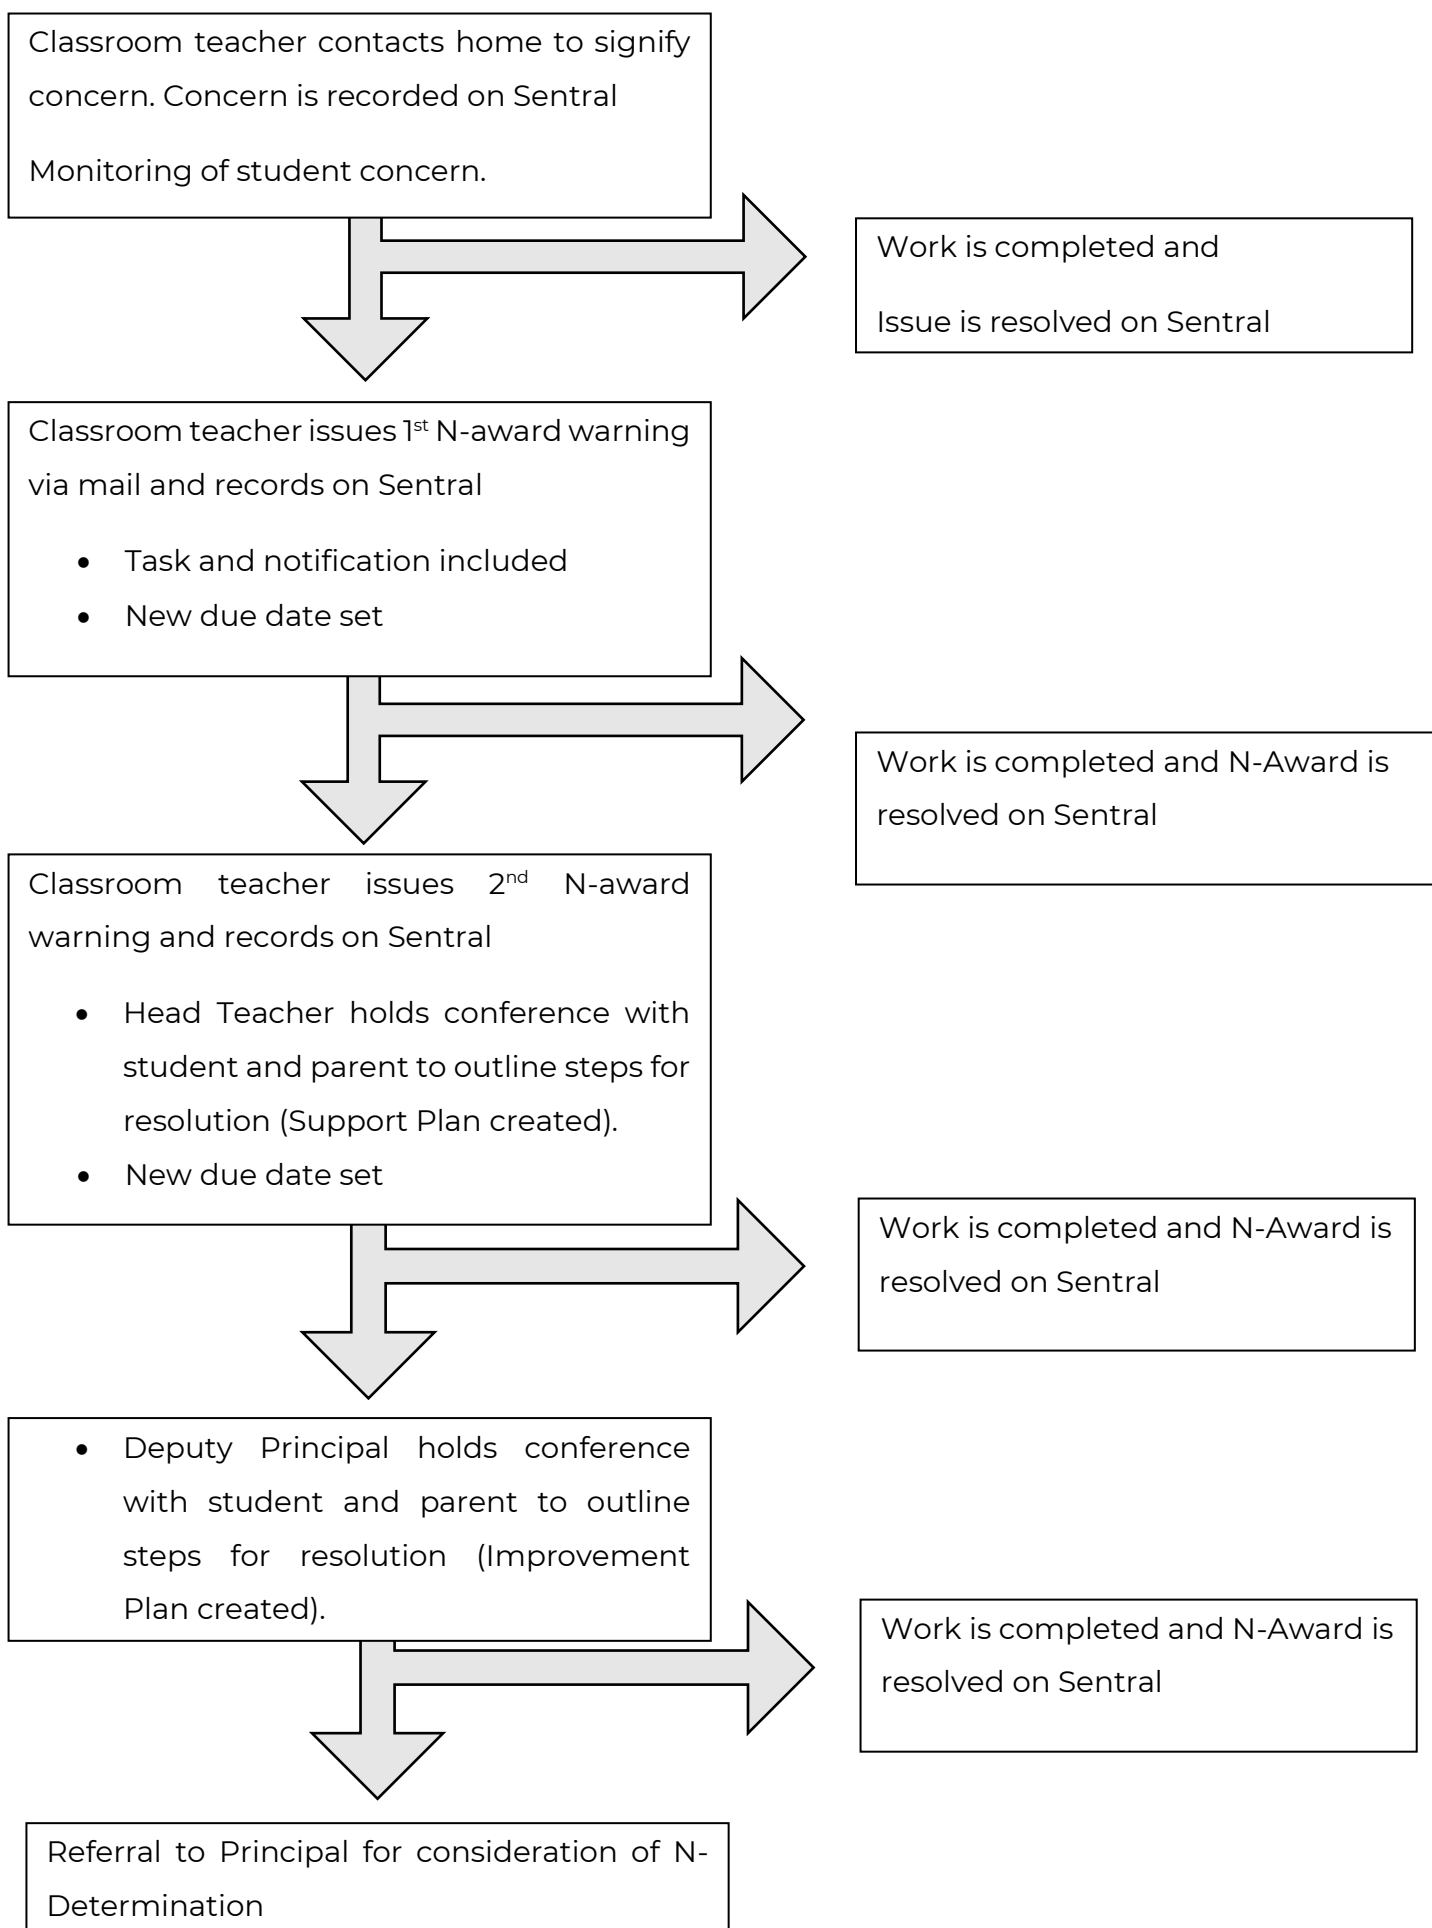 Classroom teacher contacts home to signify
concern. Concern is recorded on Sentral
Monitoring of student concern.
Work is completed and
Issue is resolved on Sentral
Classroom teacher issues 1st N-award warning
via mail and records on Sentral
• Task and notification included
• New due date set
Work is completed and N-Award is
resolved on Sentral
Classroom teacher issues 2nd N-award
warning and records on Sentral
• Head Teacher holds conference with
student and parent to outline steps for
resolution (Support Plan created).
• New due date set
Work is completed and N-Award is
resolved on Sentral
• Deputy Principal holds conference
with student and parent to outline
steps for resolution (Improvement
Plan created).
Work is completed and N-Award is
resolved on Sentral
Referral to Principal for consideration of N-
Determination